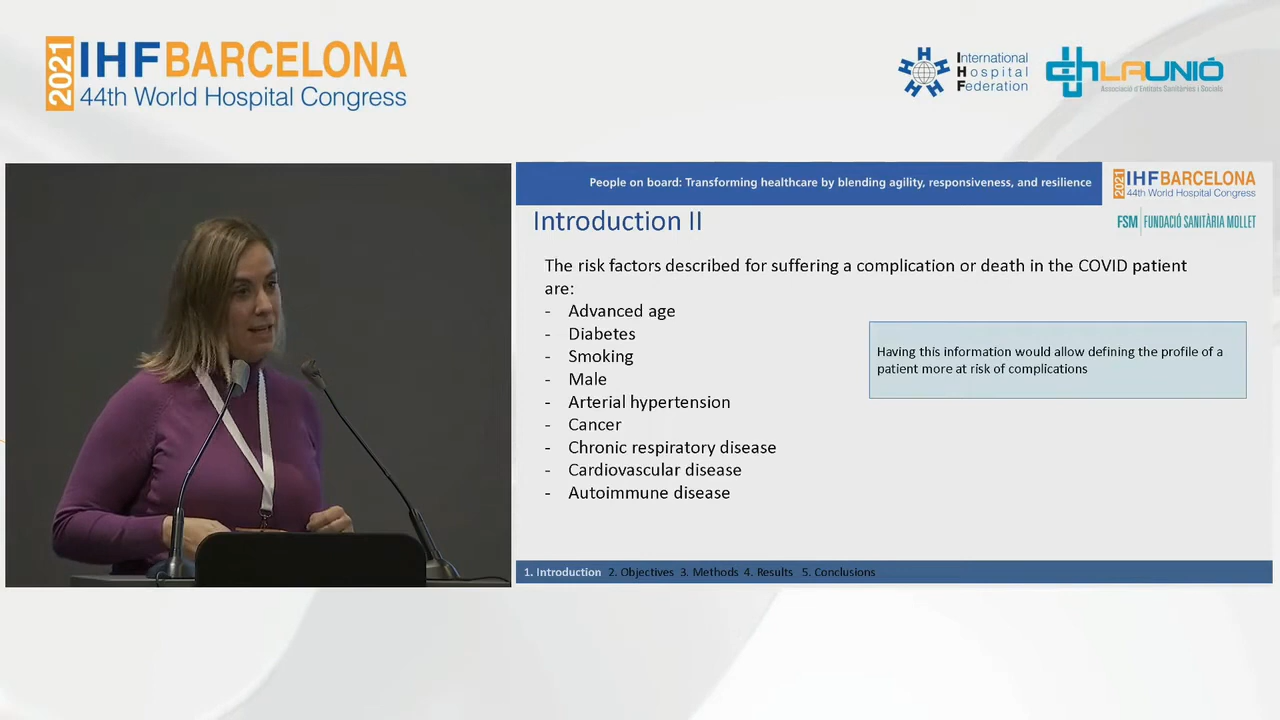 2021 IHF BARCELONA
44th World Hospital Congress
International
Hospital
Federation
LAUNIÓ
Associació d'Entitats Sanitàries i Socials
People on board: Transforming healthcare by blending agility, responsiveness, and resilience
2021 IHF BARCELONA
44th World Hospital Congress
Introduction II
FSM FUNDACIÓ SANITÀRIA MOLLET
The risk factors described for suffering a complication or death in the COVID patient
are:
- Advanced age
- Diabetes
- Smoking
- Male
- Arterial hypertension
- Cancer
- Chronic respiratory disease
- Cardiovascular disease
- Autoimmune disease
Having this information would allow defining the profile of a
patient more at risk of complications
1. Introduction 2. Objectives 3. Methods 4. Results 5. Conclusions